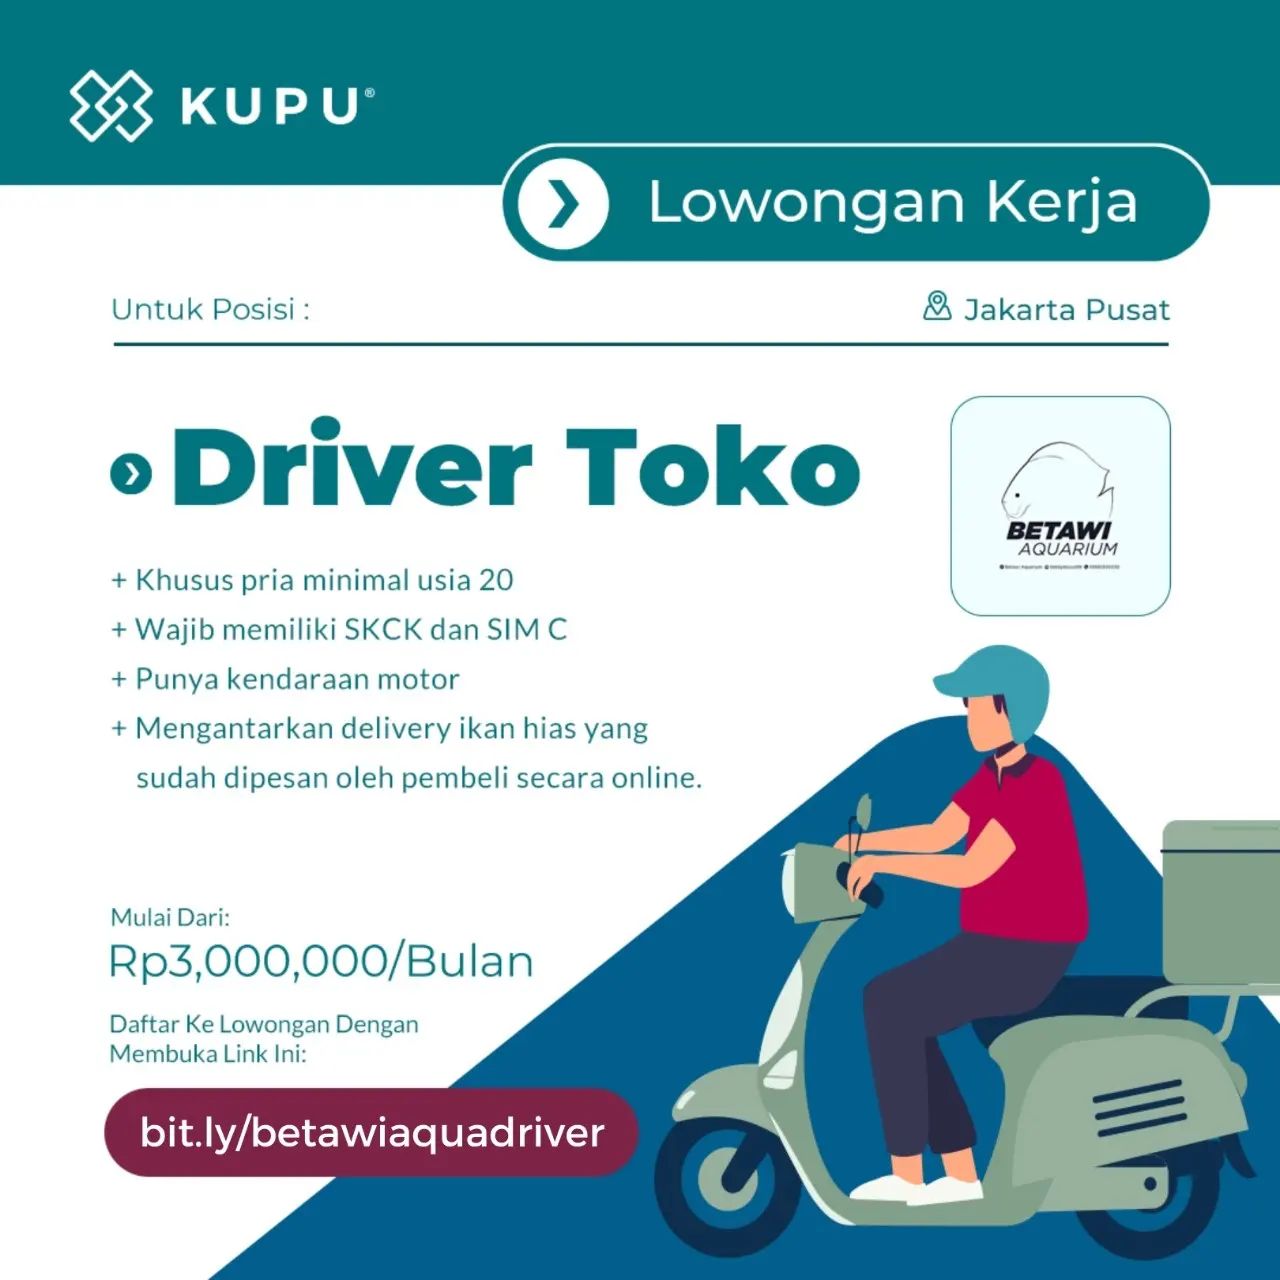 KUPU®
Lowongan Kerja
Untuk Posisi :
Jakarta Pusat
Driver Toko
BETAWI
AQUARIUM
+ Khusus pria minimal usia 20
+ Wajib memiliki SKCK dan SIM C
+ Punya kendaraan motor
+ Mengantarkan delivery ikan hias yang
sudah dipesan oleh pembeli secara online.
Mulai Dari:
Rp3,000,000/Bulan
Daftar Ke Lowongan Dengan
Membuka Link Ini:
bit.ly/betawiaquadriver